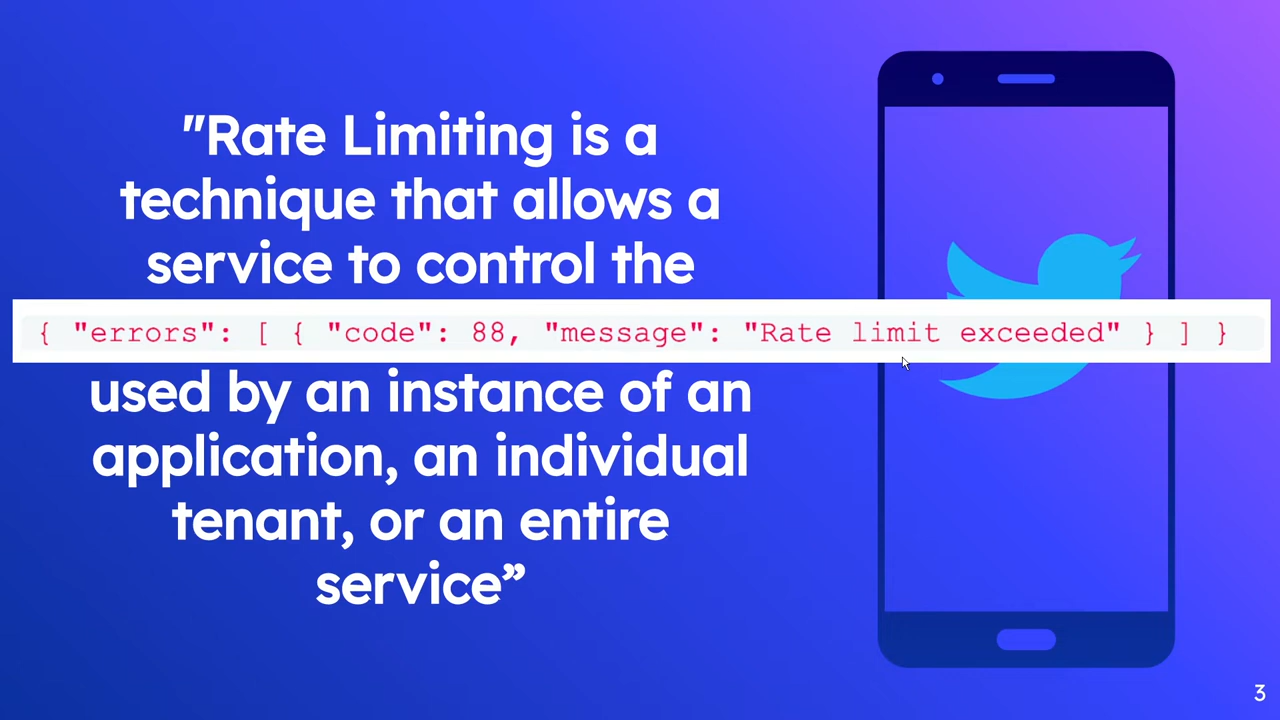 "Rate Limiting is a
technique that allows a
service to control the
{ "errors": [ { "code": 88, "message": "Rate limit exceeded" } ] }
used by an instance of an
application, an individual
tenant, or an entire
service”
3